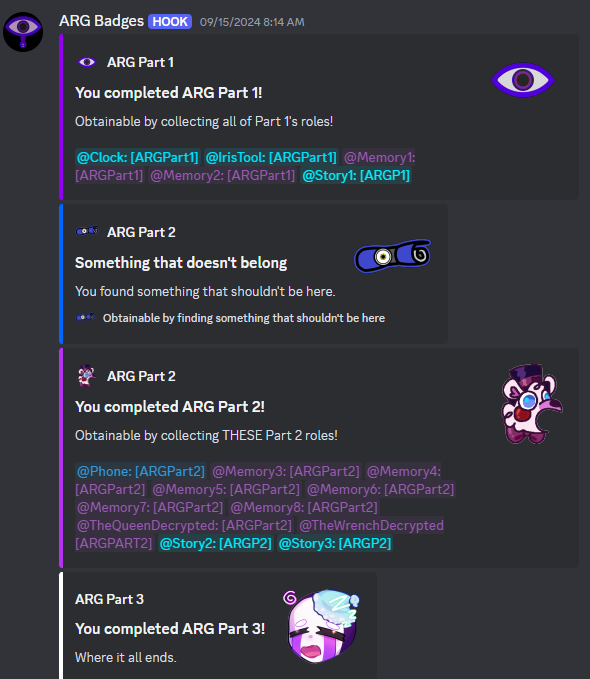 ARG Badges HOOK 09/15/2024 8:14 AM
ARG Part 1
You completed ARG Part 1!
Obtainable by collecting all of Part 1's roles!
@Clock: [ARGPart1] @IrisTool: [ARGPart1] @Memory1:
[ARGPart1] @Memory2: [ARGPart1] @Story1: [ARGP1]
ARG Part 2
Something that doesn't belong
You found something that shouldn't be here.
Obtainable by finding something that shouldn't be here
ARG Part 2
You completed ARG Part 2!
Obtainable by collecting THESE Part 2 roles!
@Phone: [ARGPart2] @Memory3: [ARGPart2] @Memory4:
[ARGPart2] @Memory5: [ARGPart2] @Memory6: [ARGPart2]
@Memory7: [ARGPart2] @Memory8: [ARGPart2]
@TheQueenDecrypted: [ARGPart2] @TheWrenchDecrypted
[ARGPART2] @Story2: [ARGP2] @Story3: [ARGP2]
ARG Part 3
You completed ARG Part 3!
Where it all ends.